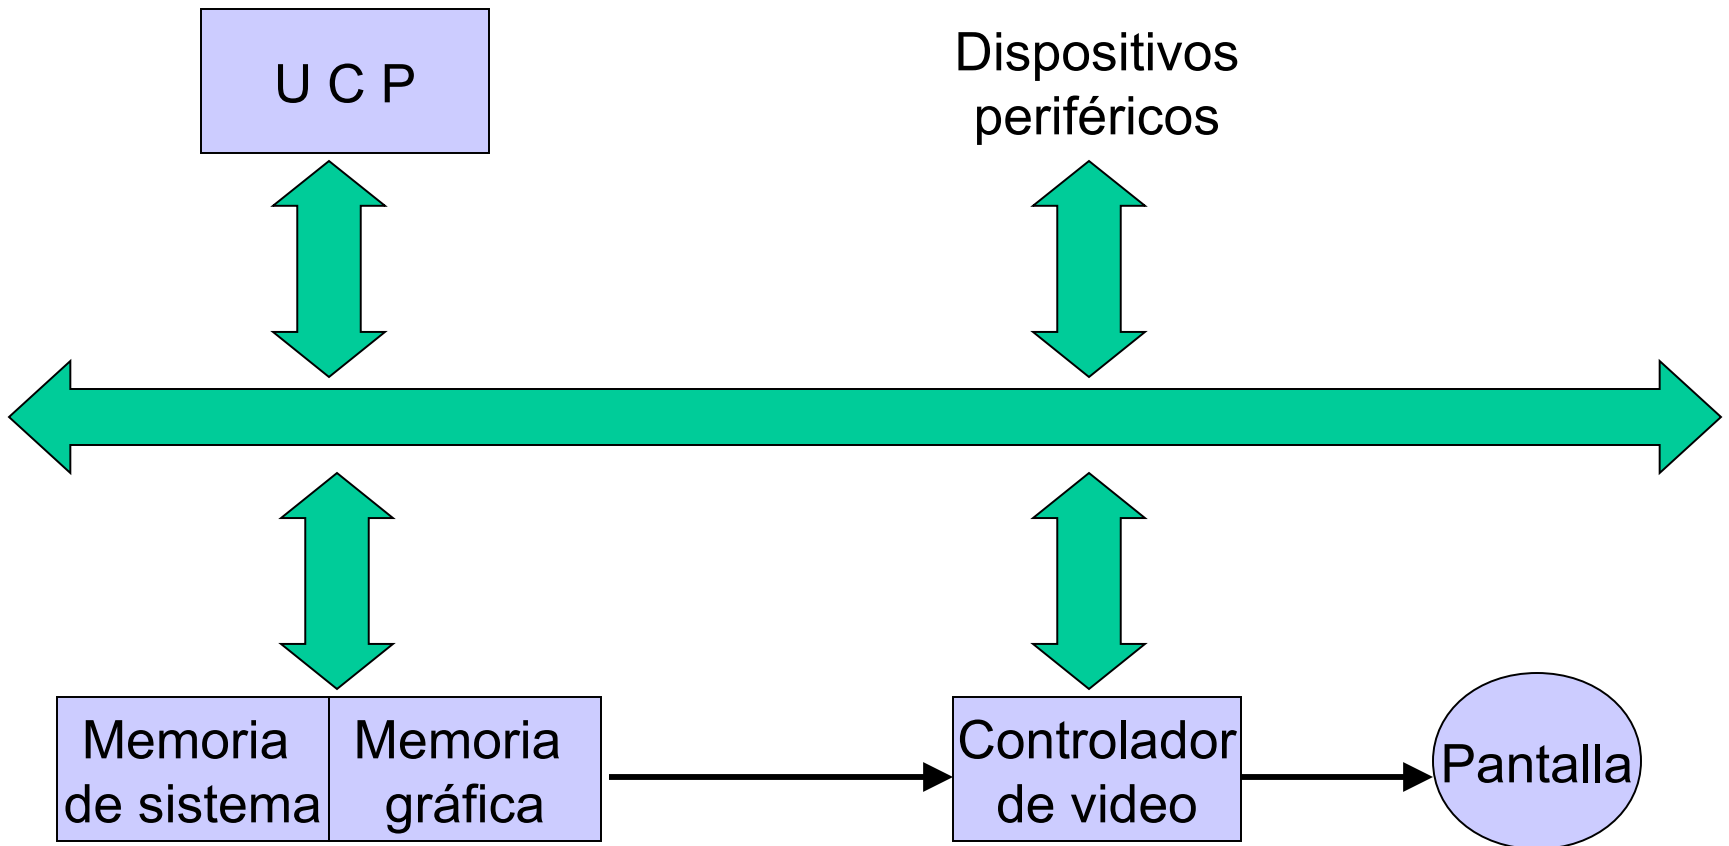 U C P
Dispositivos
periféricos
Memoria
de sistema
Memoria
gráfica
Controlador
de video
Pantalla